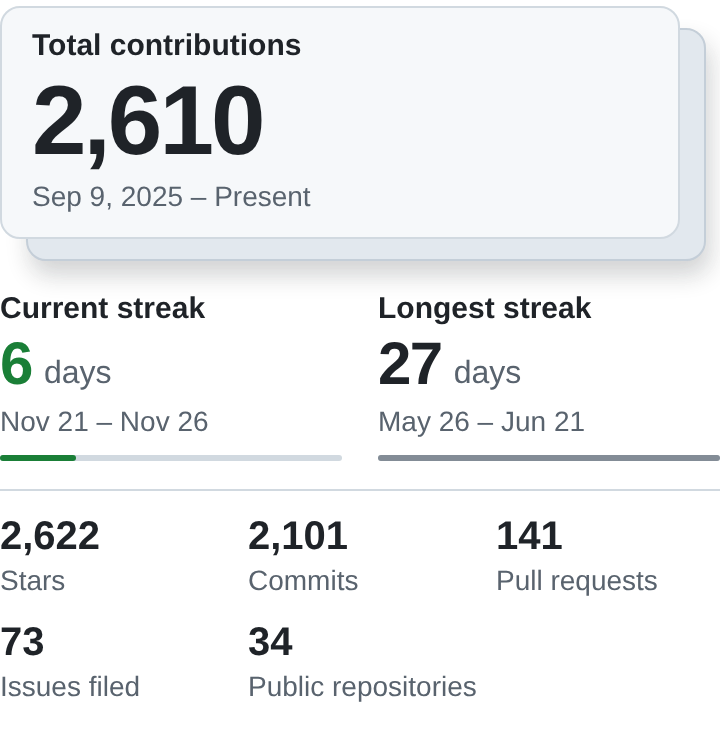 Total contributions
2,610
Sep 9, 2025 – Present
Current streak
6 days
Nov 21 – Nov 26
Longest streak
27 days
May 26 – Jun 21
2,622
Stars
2,101
Commits
141
Pull requests
73
Issues filed
34
Public repositories